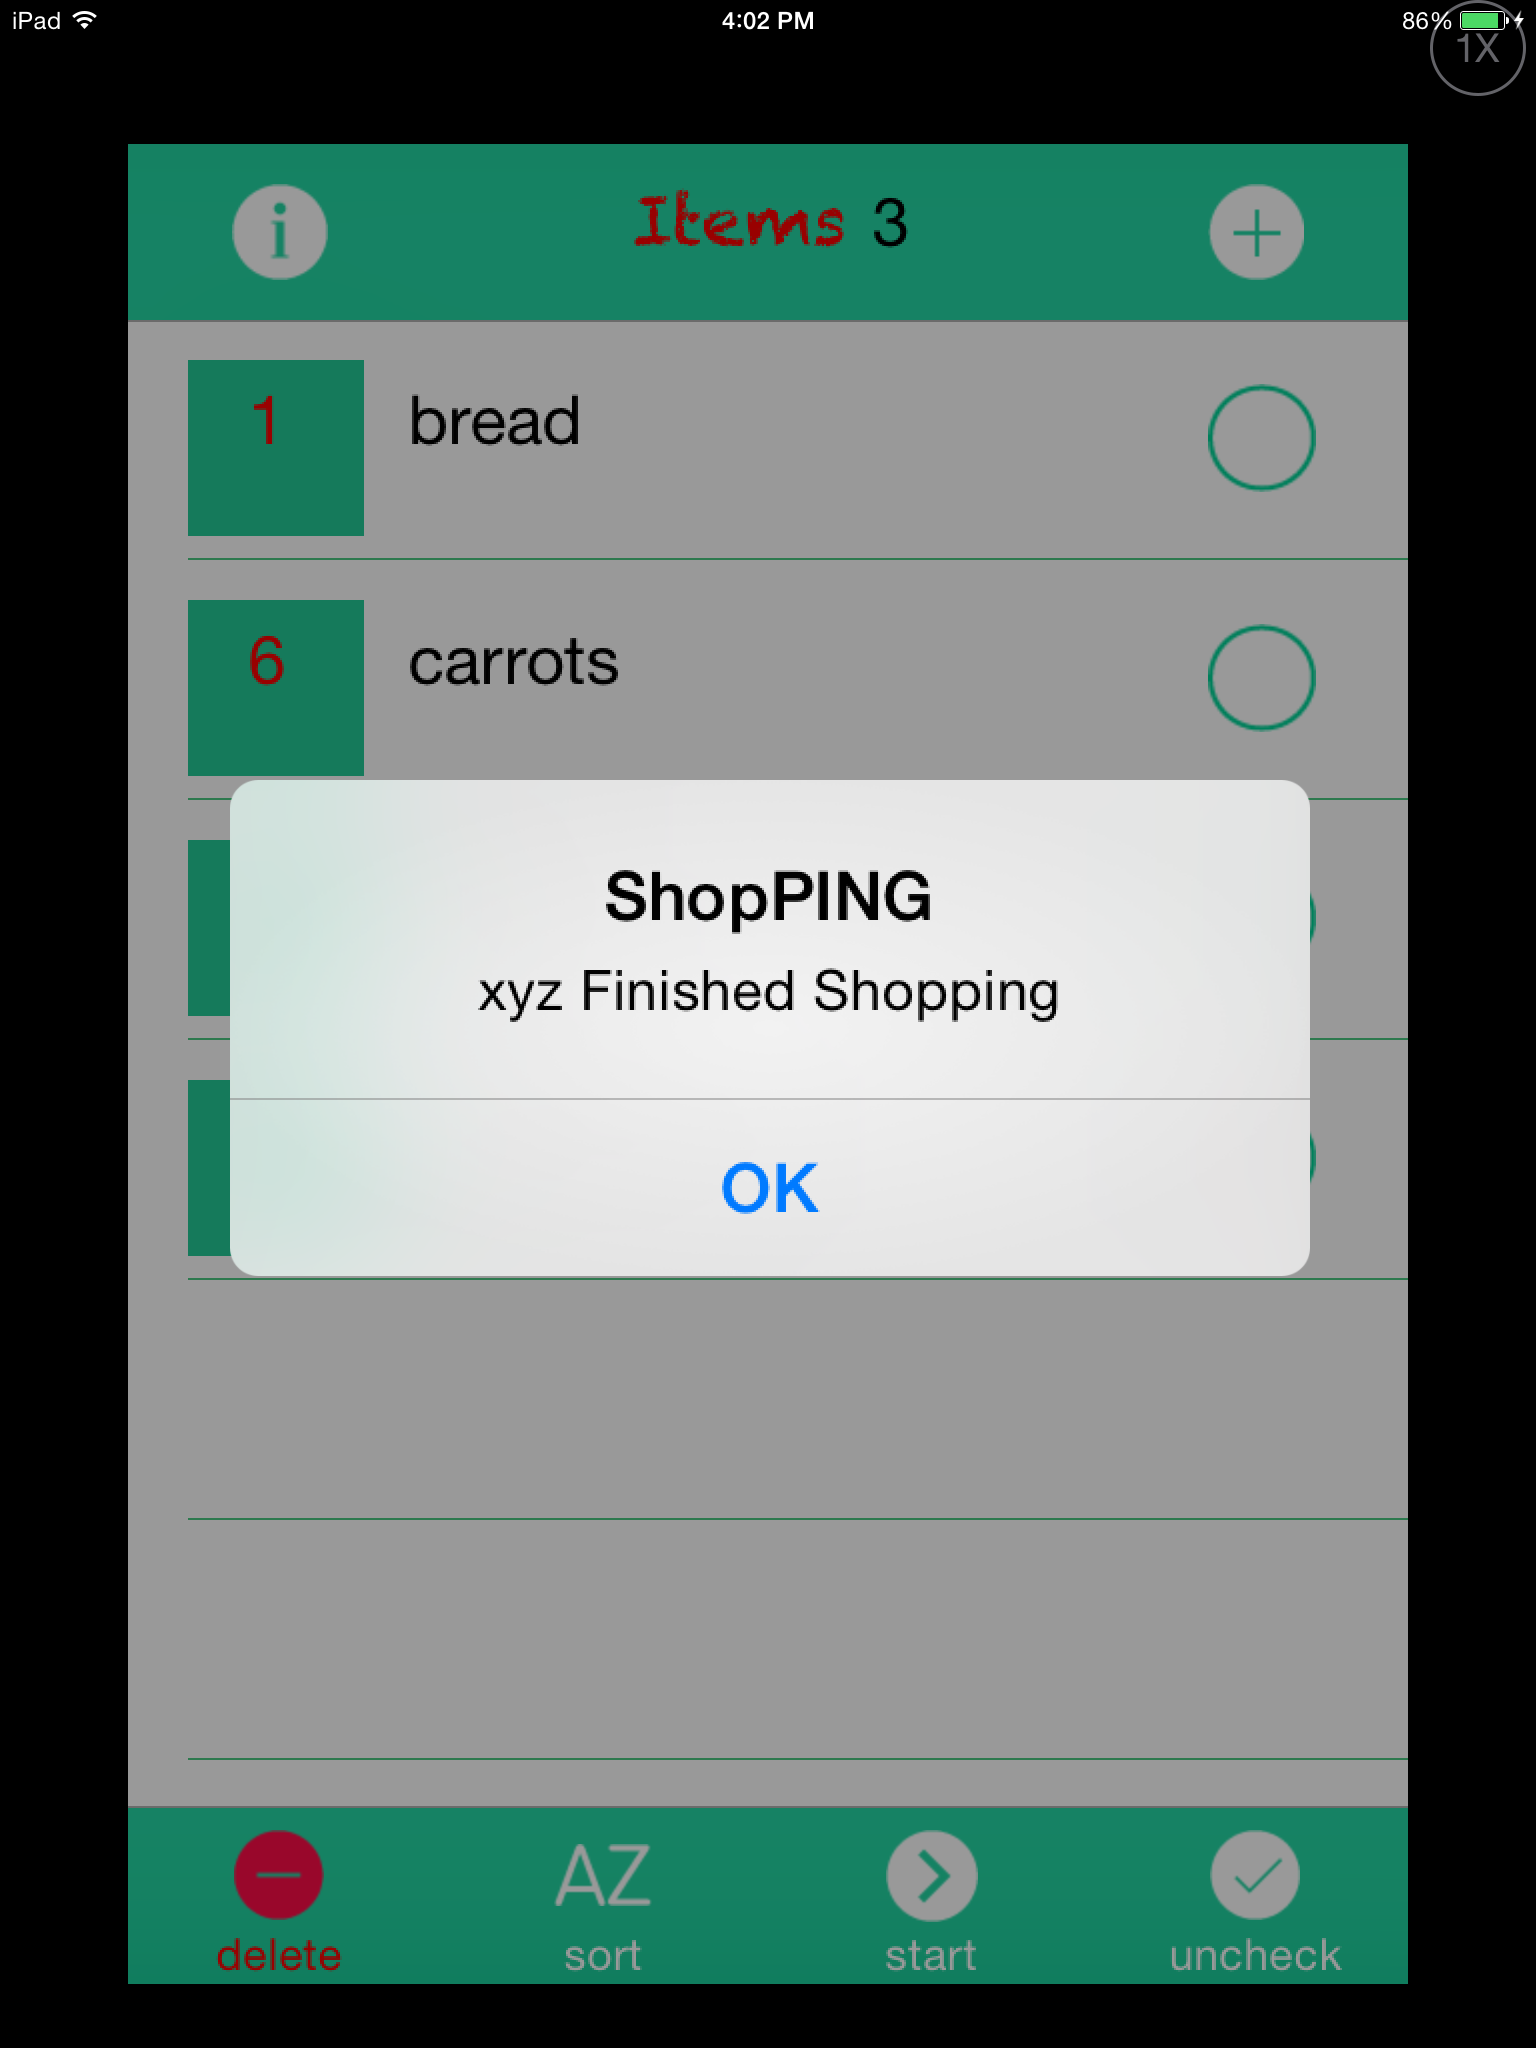 iPad 4:02 PM 86%
1X
i Items 3
1 bread
6 carrots
ShopPING
xyz Finished Shopping
OK
AZ
delete sort start uncheck